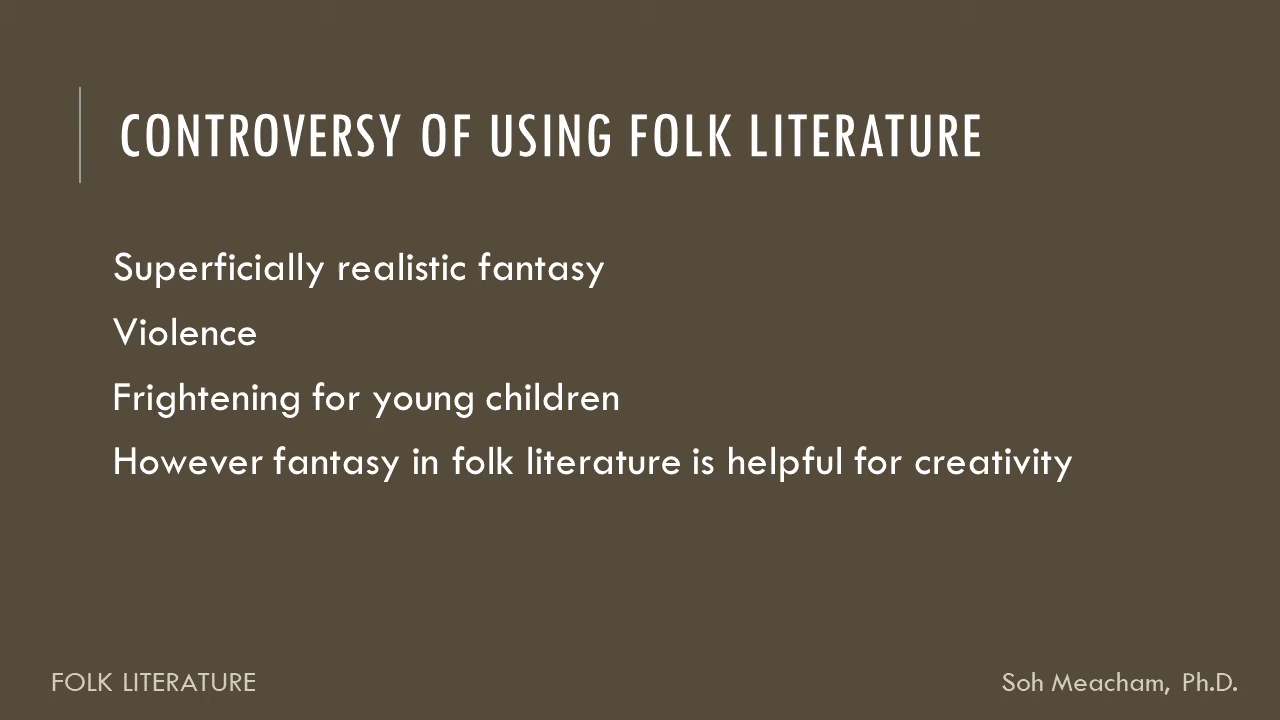 CONTROVERSY OF USING FOLK LITERATURE
Superficially realistic fantasy
Violence
Frightening for young children
However fantasy in folk literature is helpful for creativity
FOLK LITERATURE
Soh Meacham, Ph.D.